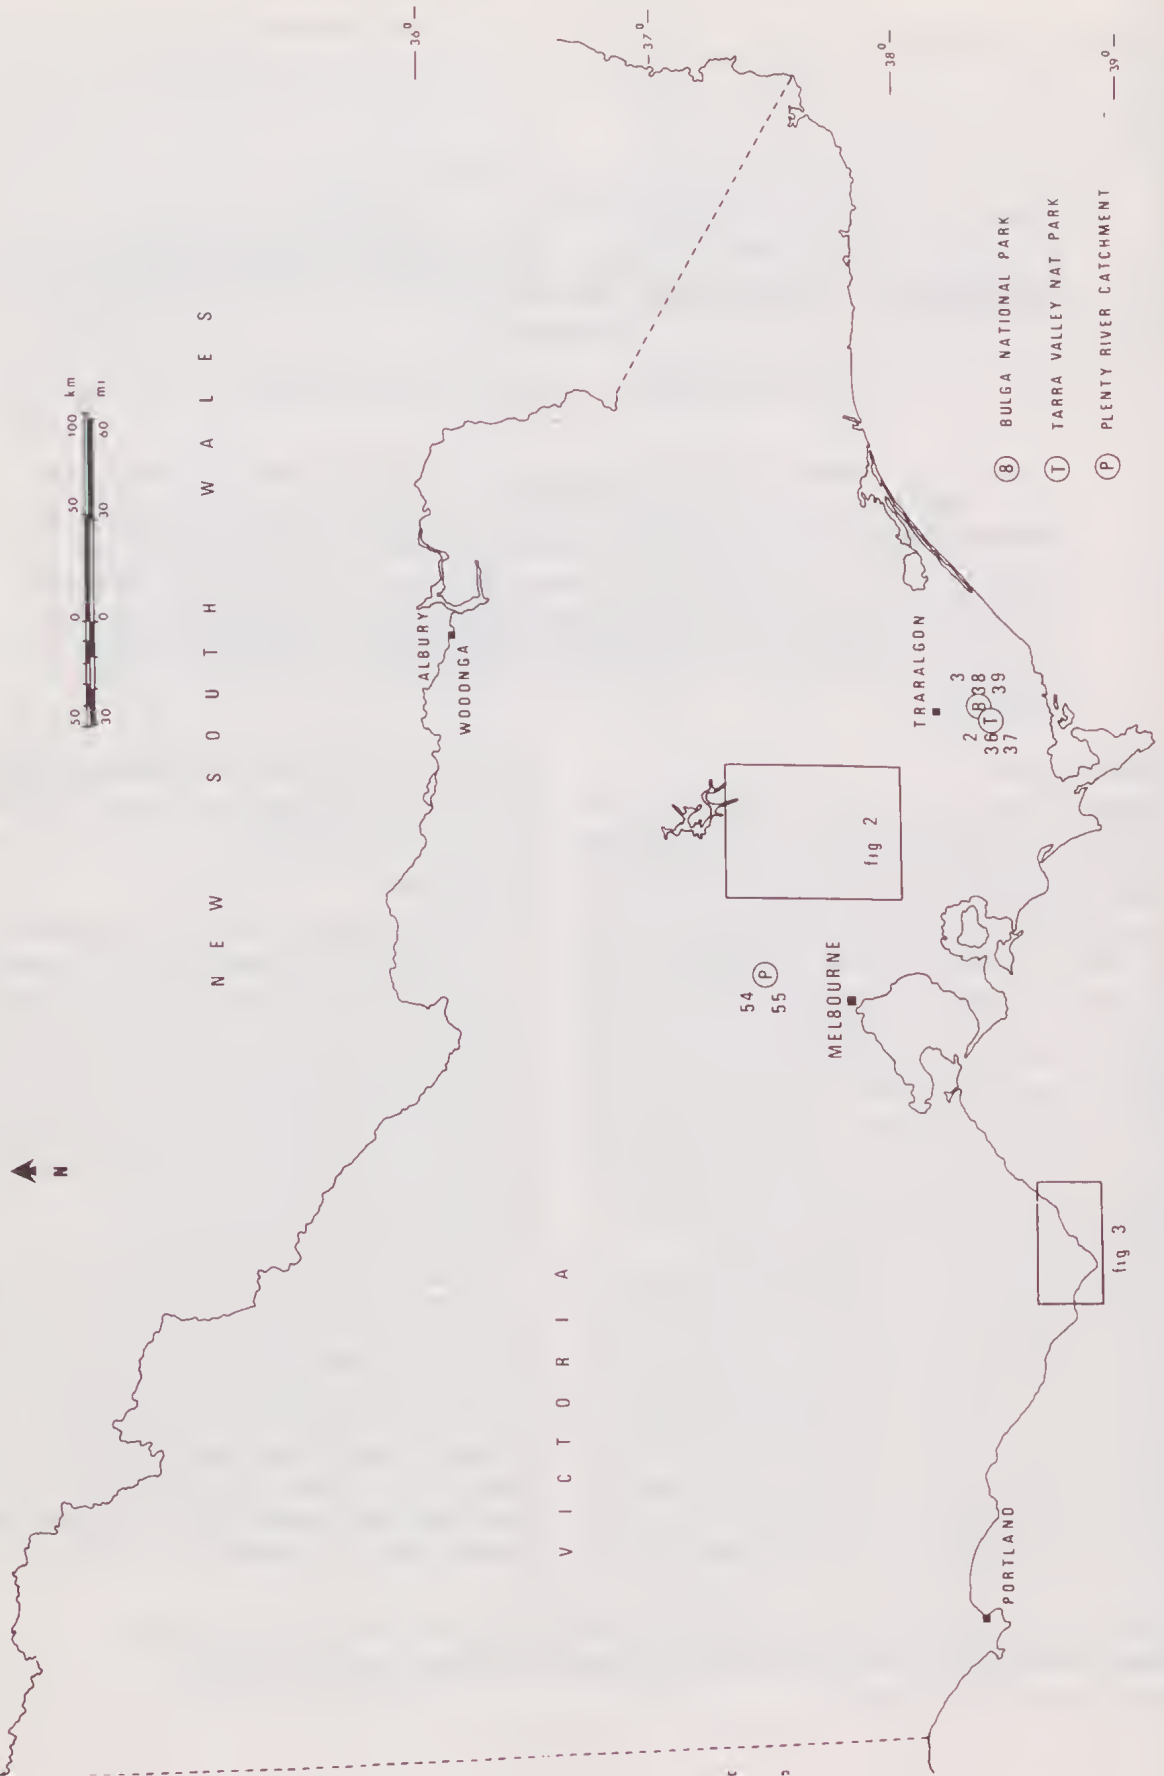 N
50 0 50 100 km
30 0 30 60 mi
NEW SOUTH WALES
36°
ALBURY
WODONGA
VICTORIA
37°
fig 2
54
P
55
MELBOURNE
38°
TRARALGON
2 3
B 38
36 T 39
37
PORTLAND
fig 3
39°
B BULGA NATIONAL PARK
T TARRA VALLEY NAT PARK
P PLENTY RIVER CATCHMENT